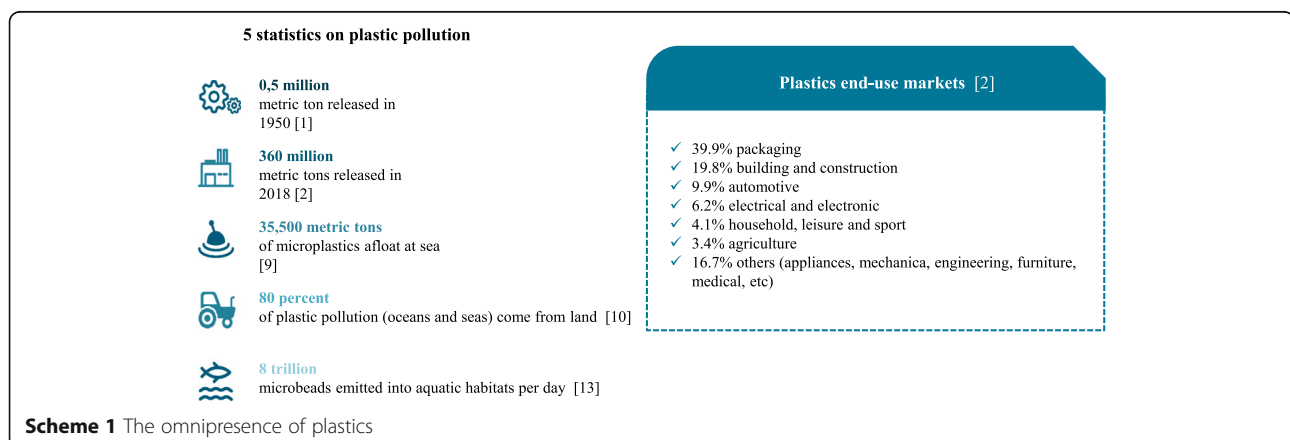 5 statistics on plastic pollution
0,5 million
metric ton released in
1950 [1]
360 million
metric tons released in
2018 [2]
35,500 metric tons
of microplastics afloat at sea
[9]
80 percent
of plastic pollution (oceans and seas) come from land [10]
8 trillion
microbeads emitted into aquatic habitats per day [13]
Plastics end-use markets [2]
✓ 39.9% packaging
✓ 19.8% building and construction
✓ 9.9% automotive
✓ 6.2% electrical and electronic
✓ 4.1% household, leisure and sport
✓ 3.4% agriculture
✓ 16.7% others (appliances, mechanica, engineering, furniture,
medical, etc)
Scheme 1 The omnipresence of plastics